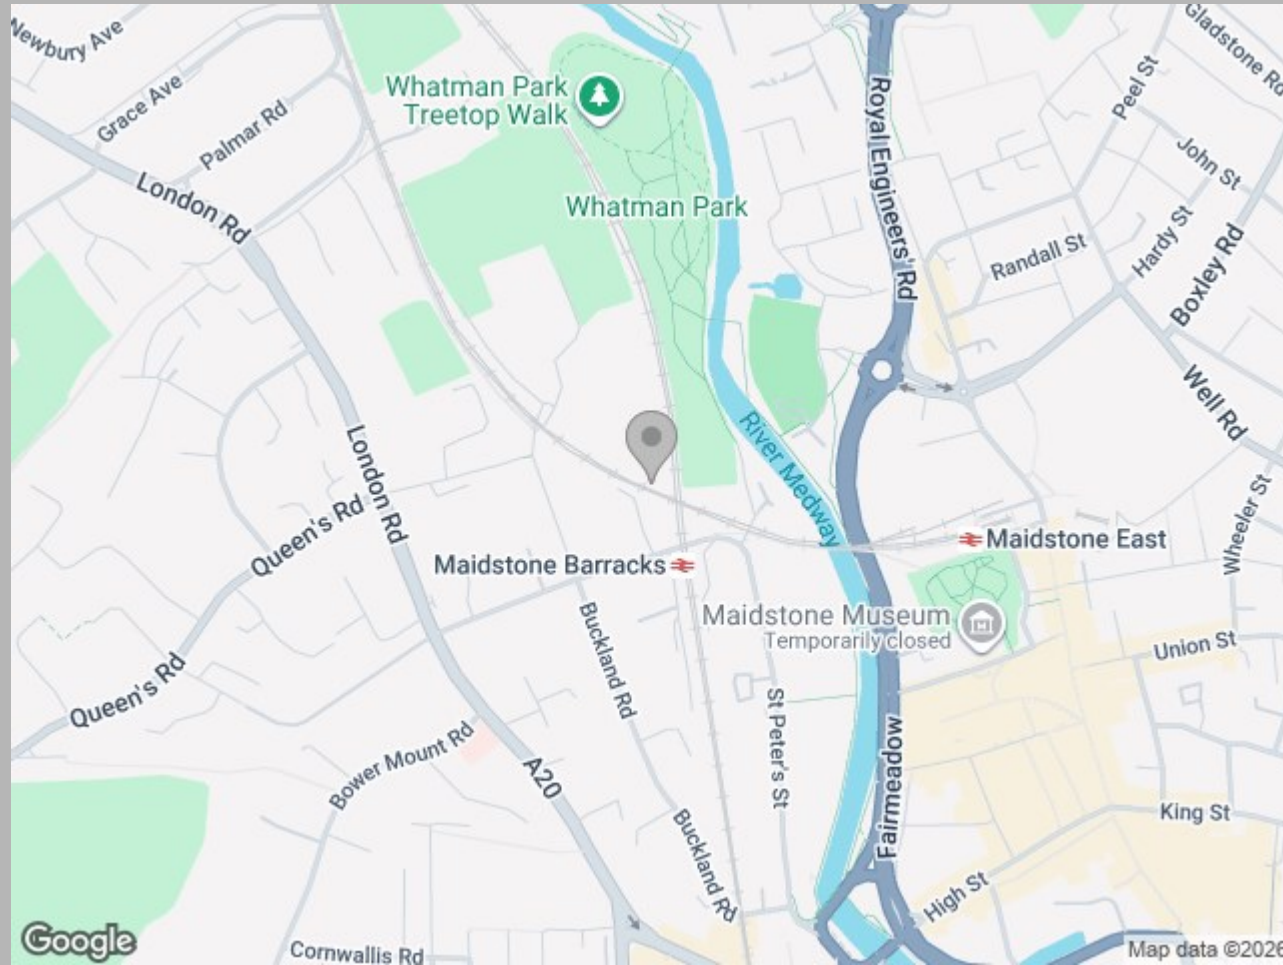 Newbury Ave
Grace Ave
Palmar Rd
London Rd
Whatman Park
Treetop Walk
Whatman Park
Royal Engineers' Rd
Peel St
Gladstone Rd
John St
Hardy St
Randall St
Boxley Rd
Well Rd
London Rd
River Medway
Queen's Rd
Wheeler St
Maidstone East
Maidstone Barracks
Maidstone Museum
Temporarily closed
Union St
Buckland Rd
Queen's Rd
St Peter's St
Bower Mount Rd
A20
Fairmeadow
King St
Buckland Rd
High St
Cornwallis Rd
Google
Map data ©2026